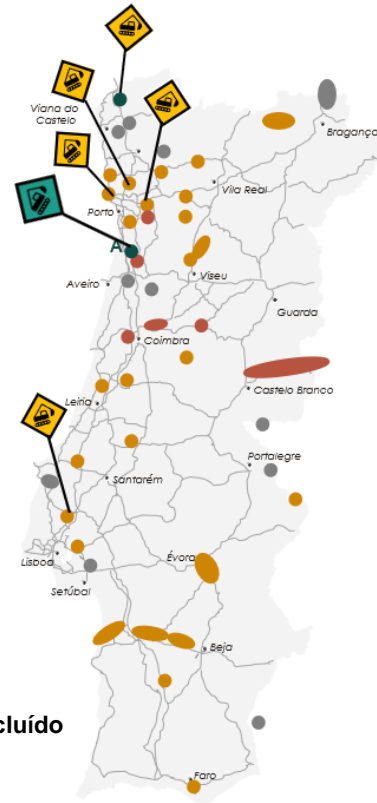 Viana do
Castelo
Bragança
Vila Real
Porto
A
Viseu
Aveiro
Guarda
Coimbra
Castelo Branco
Leiria
Portalegre
Santarém
Lisboa
Évora
Setúbal
Beja
cluído
Faro